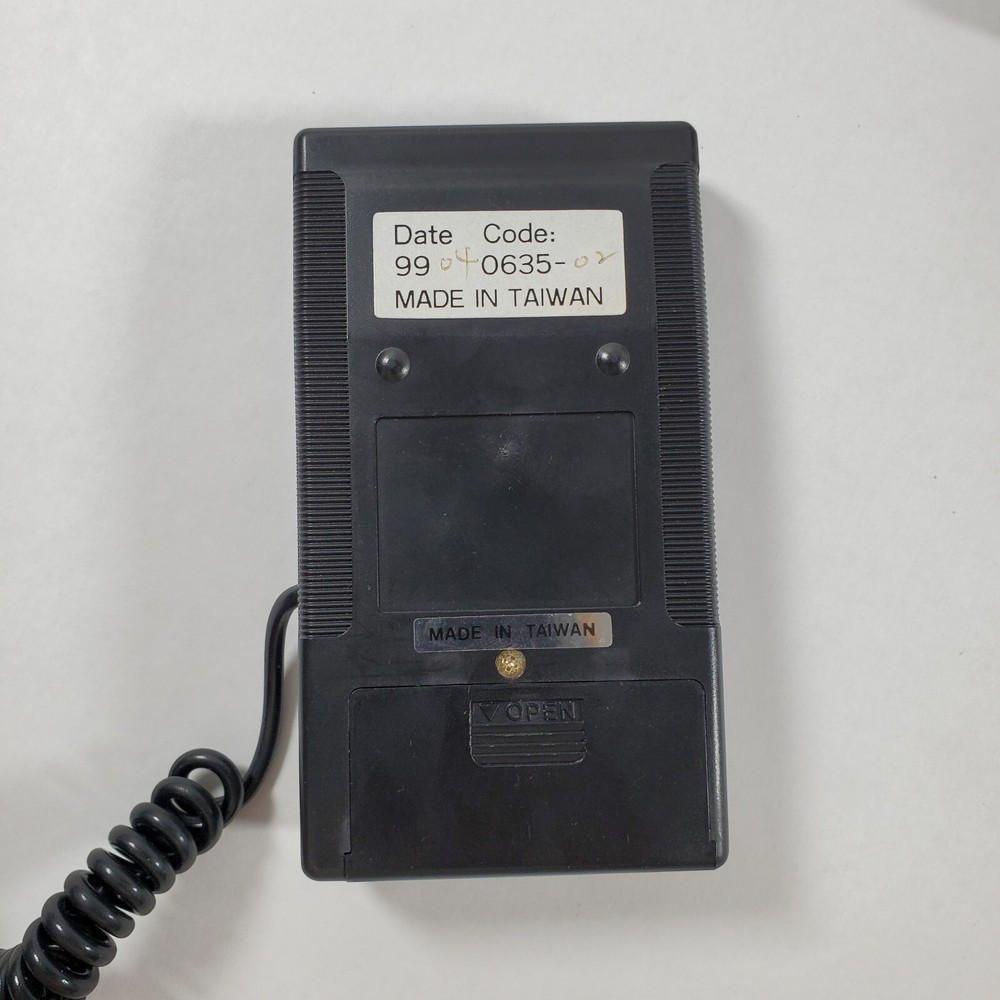 Date Code:
99 04 0635-02
MADE IN TAIWAN
MADE IN TAIWAN
▽OPEN